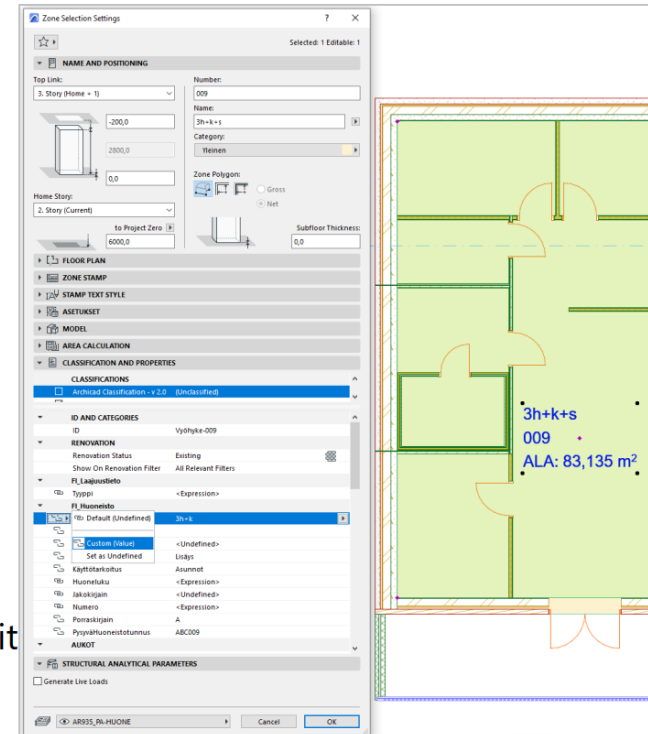 Zone Selection Settings ? ×
Selected: 1 Editable: 1
NAME AND POSITIONING
Top Link:
3. Story (Home + 1)
-200,0
2800,0
0,0
Home Story:
2. Story (Current)
to Project Zero
6000,0
Number:
009
Name:
3h+k+s
Category:
Yleinen
Zone Polygon:
Gross
Net
Subfloor Thickness:
0,0
FLOOR PLAN
ZONE STAMP
STAMP TEXT STYLE
ASETUKSET
MODEL
AREA CALCULATION
CLASSIFICATION AND PROPERTIES
CLASSIFICATIONS
Archicad Classification - v 2.0 (Unclassified)
ID AND CATEGORIES
ID Vyöhyke-009
RENOVATION
Renovation Status Existing
Show On Renovation Filter All Relevant Filters
FI_Laajuustieto
Tyyppi <Expression>
FI_Huoneisto
Default (Undefined) 3h+k
Custom (Value) <Undefined>
Set as Undefined Lisäys
Käyttötarkoitus Asunnot
Huoneluku <Expression>
Jakokirjain <Undefined>
Numero <Expression>
Porraskirjain A
PysyväHuoneistotunnus ABC009
AUKOT
STRUCTURAL ANALYTICAL PARAMETERS
Generate Live Loads
AR935_PA-HUONE Cancel OK
it
3h+k+s
009
ALA: 83,135 m²